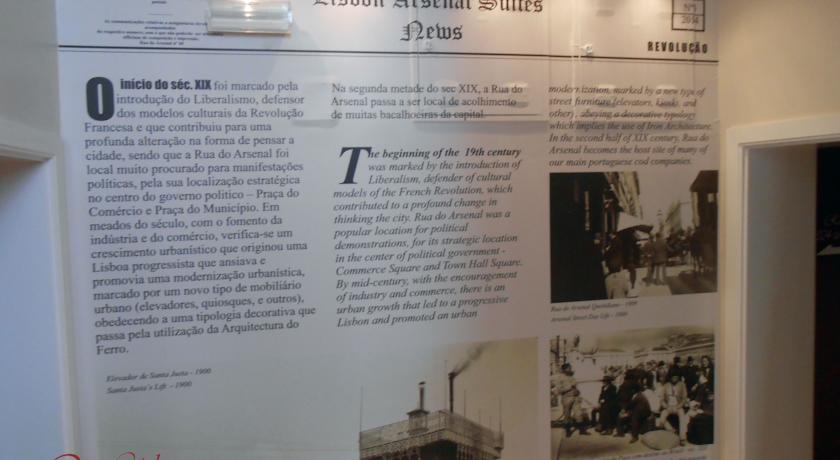 Lisbon Arsenal Suites
News
Nº3
2014
REVOLUÇÃO
O início do séc. XIX foi marcado pela
introdução do Liberalismo, defensor
dos modelos culturais da Revolução
Francesa e que contribuiu para uma
profunda alteração na forma de pensar a
cidade, sendo que a Rua do Arsenal foi
local muito procurado para manifestações
políticas, pela sua localização estratégica
no centro do governo político – Praça do
Comércio e Praça do Município. Em
meados do século, com o fomento da
indústria e do comércio, verifica-se um
crescimento urbanístico que originou uma
Lisboa progressista que ansiava e
promovia uma modernização urbanística,
marcado por um novo tipo de mobiliário
urbano (elevadores, quiosques, e outros),
obedecendo a uma tipologia decorativa que
passa pela utilização da Arquitectura do
Ferro.
Elevador de Santa Justa - 1900
Santa Justa's Lift - 1900
Na segunda metade do sec XIX, a Rua do
Arsenal passa a ser local de acolhimento
de muitas bacalhoeiras da capital.
The beginning of the 19th century
was marked by the introduction of
Liberalism, defender of cultural
models of the French Revolution, which
contributed to a profound change in
thinking the city. Rua do Arsenal was a
popular location for political
demonstrations, for its strategic location
in the center of political government -
Commerce Square and Town Hall Square.
By mid-century, with the encouragement
of industry and commerce, there is an
urban growth that led to a progressive
Lisbon and promoted an urban
modernization, marked by a new type of
street furniture (elevators, kiosks, and
other), obeying a decorative typology
which implies the use of Iron Architecture.
In the second half of XIX century, Rua do
Arsenal becomes the host site of many of
our main portuguese cod companies.
Rua do Arsenal Quotidiano - 1909
Arsenal Street Day Life - 1909